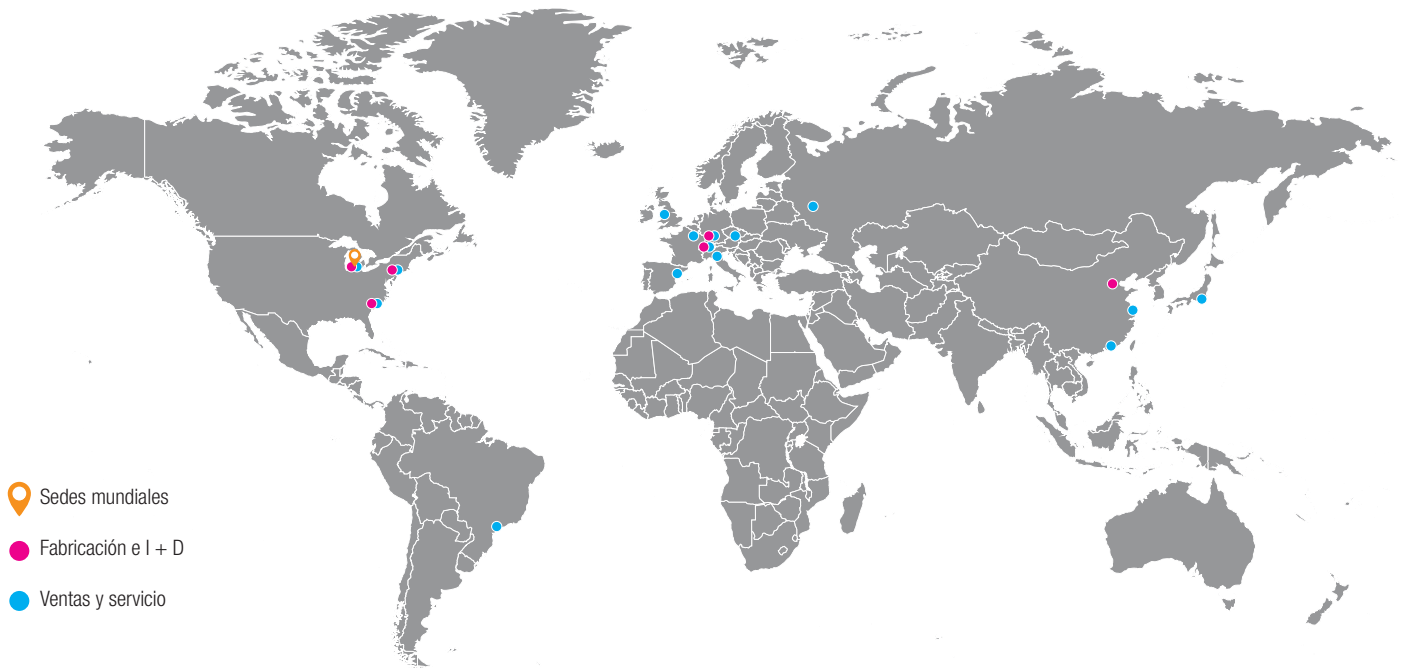 Sedes mundiales
Fabricación e I + D
Ventas y servicio